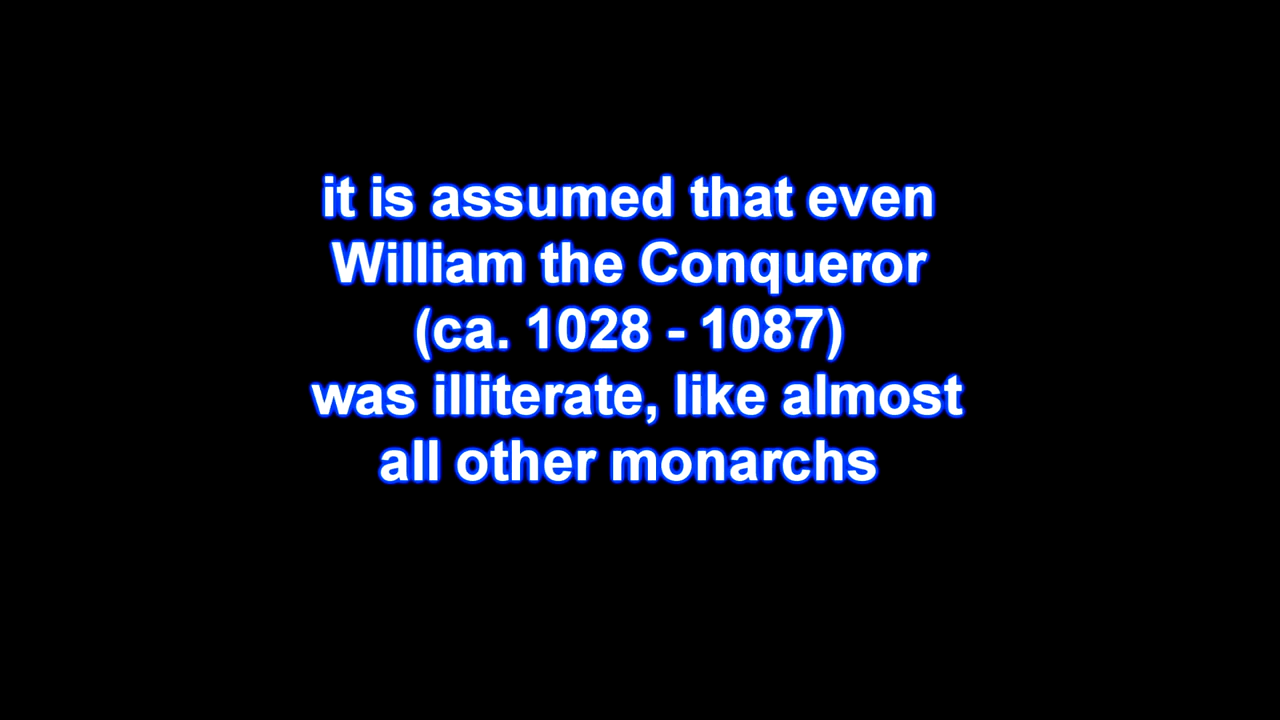 it is assumed that even
William the Conqueror
(ca. 1028 - 1087)
was illiterate, like almost
all other monarchs